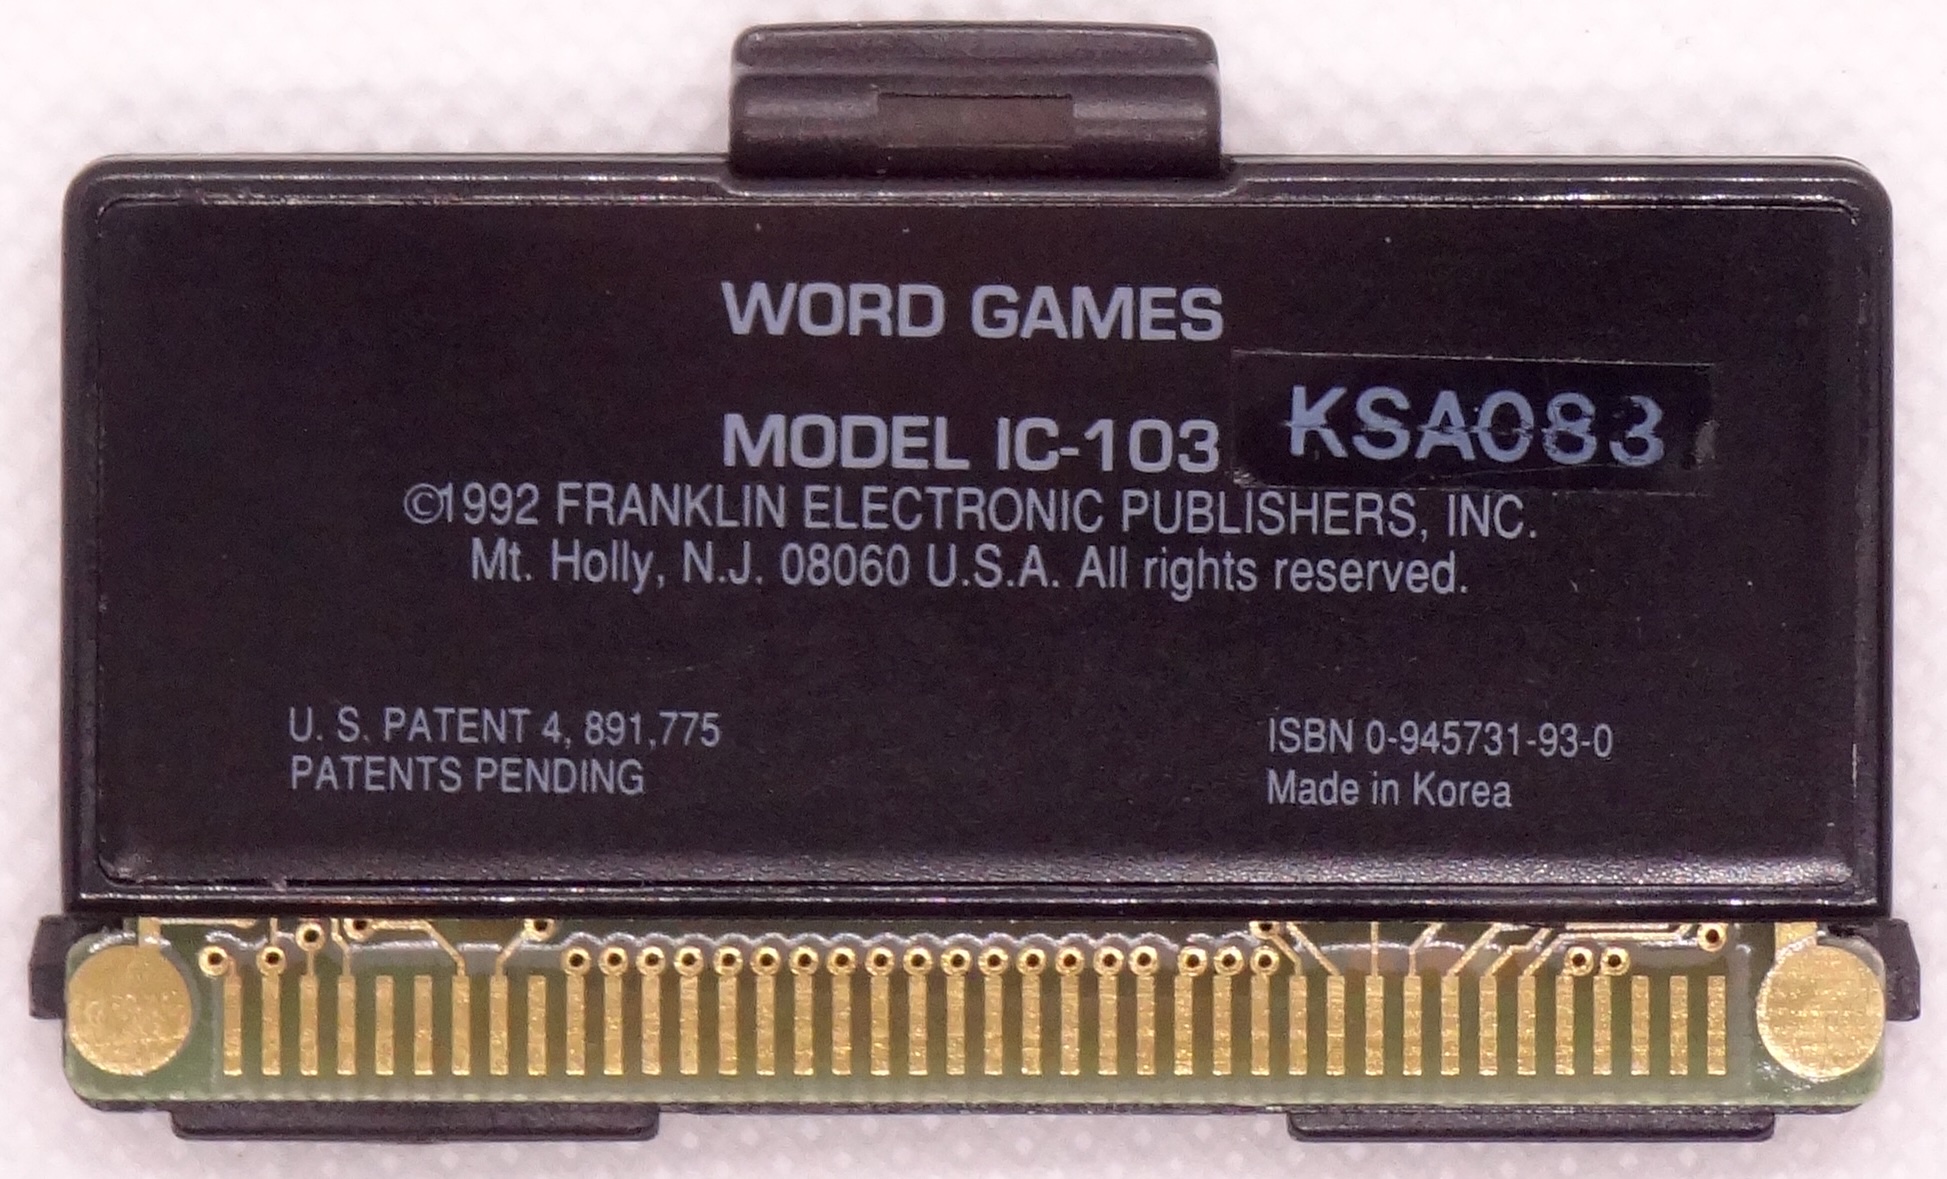 WORD GAMES
MODEL IC-103
KSA083
©1992 FRANKLIN ELECTRONIC PUBLISHERS, INC.
Mt. Holly, N.J. 08060 U.S.A. All rights reserved.
U. S. PATENT 4, 891,775
PATENTS PENDING
ISBN 0-945731-93-0
Made in Korea